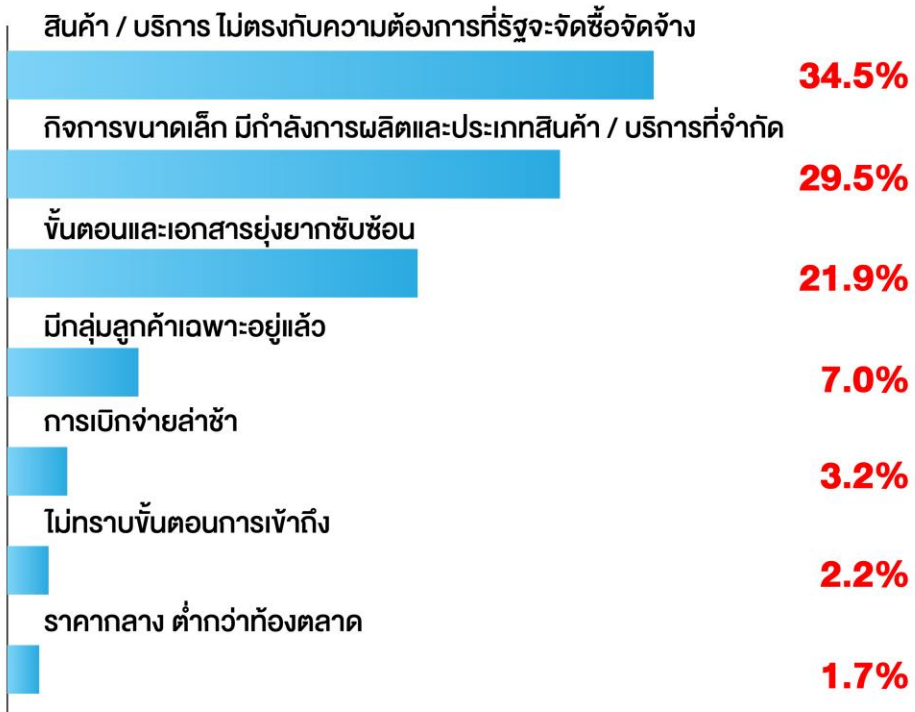 สินค้า / บริการ ไม่ตรงกับความต้องการที่รัฐจะจัดซื้อจัดจ้าง
34.5%
กิจการขนาดเล็ก มีกำลังการผลิตและประเภทสินค้า / บริการที่จำกัด
29.5%
ขั้นตอนและเอกสารยุ่งยากซับซ้อน
21.9%
มีกลุ่มลูกค้าเฉพาะอยู่แล้ว
7.0%
การเบิกจ่ายล่าช้า
3.2%
ไม่ทราบขั้นตอนการเข้าถึง
2.2%
ราคากลาง ต่ำกว่าท้องตลาด
1.7%